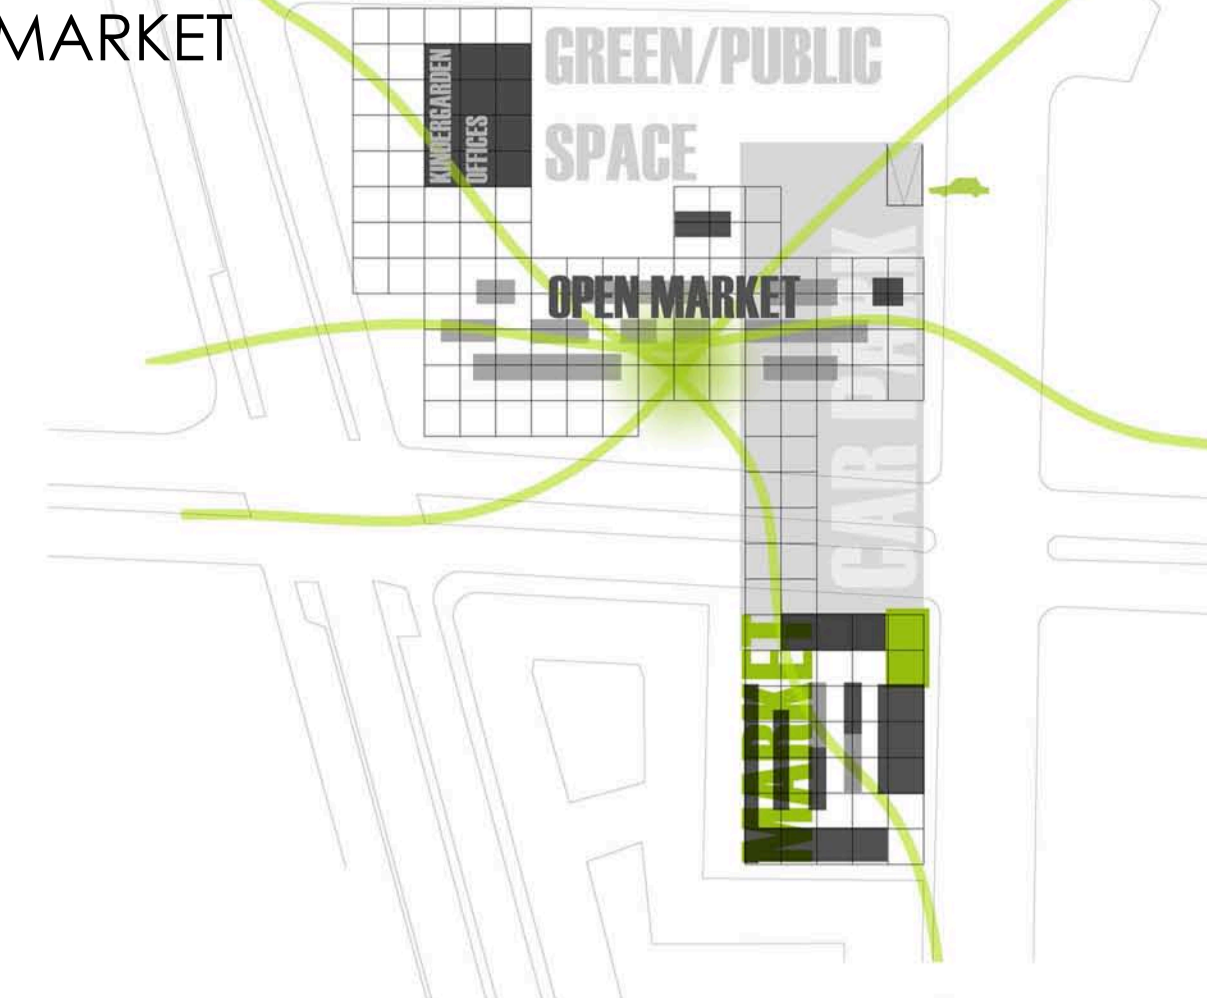 MARKET
GREEN/PUBLIC
SPACE
KINDERGARDEN
OFFICES
OPEN MARKET
CAR PARK
MARKET